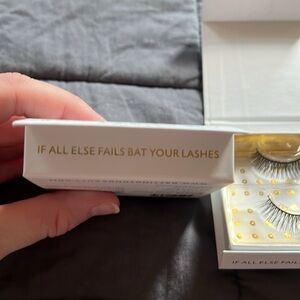 IF ALL ELSE FAILS BAT YOUR LASHES
IF ALL ELSE FAIL